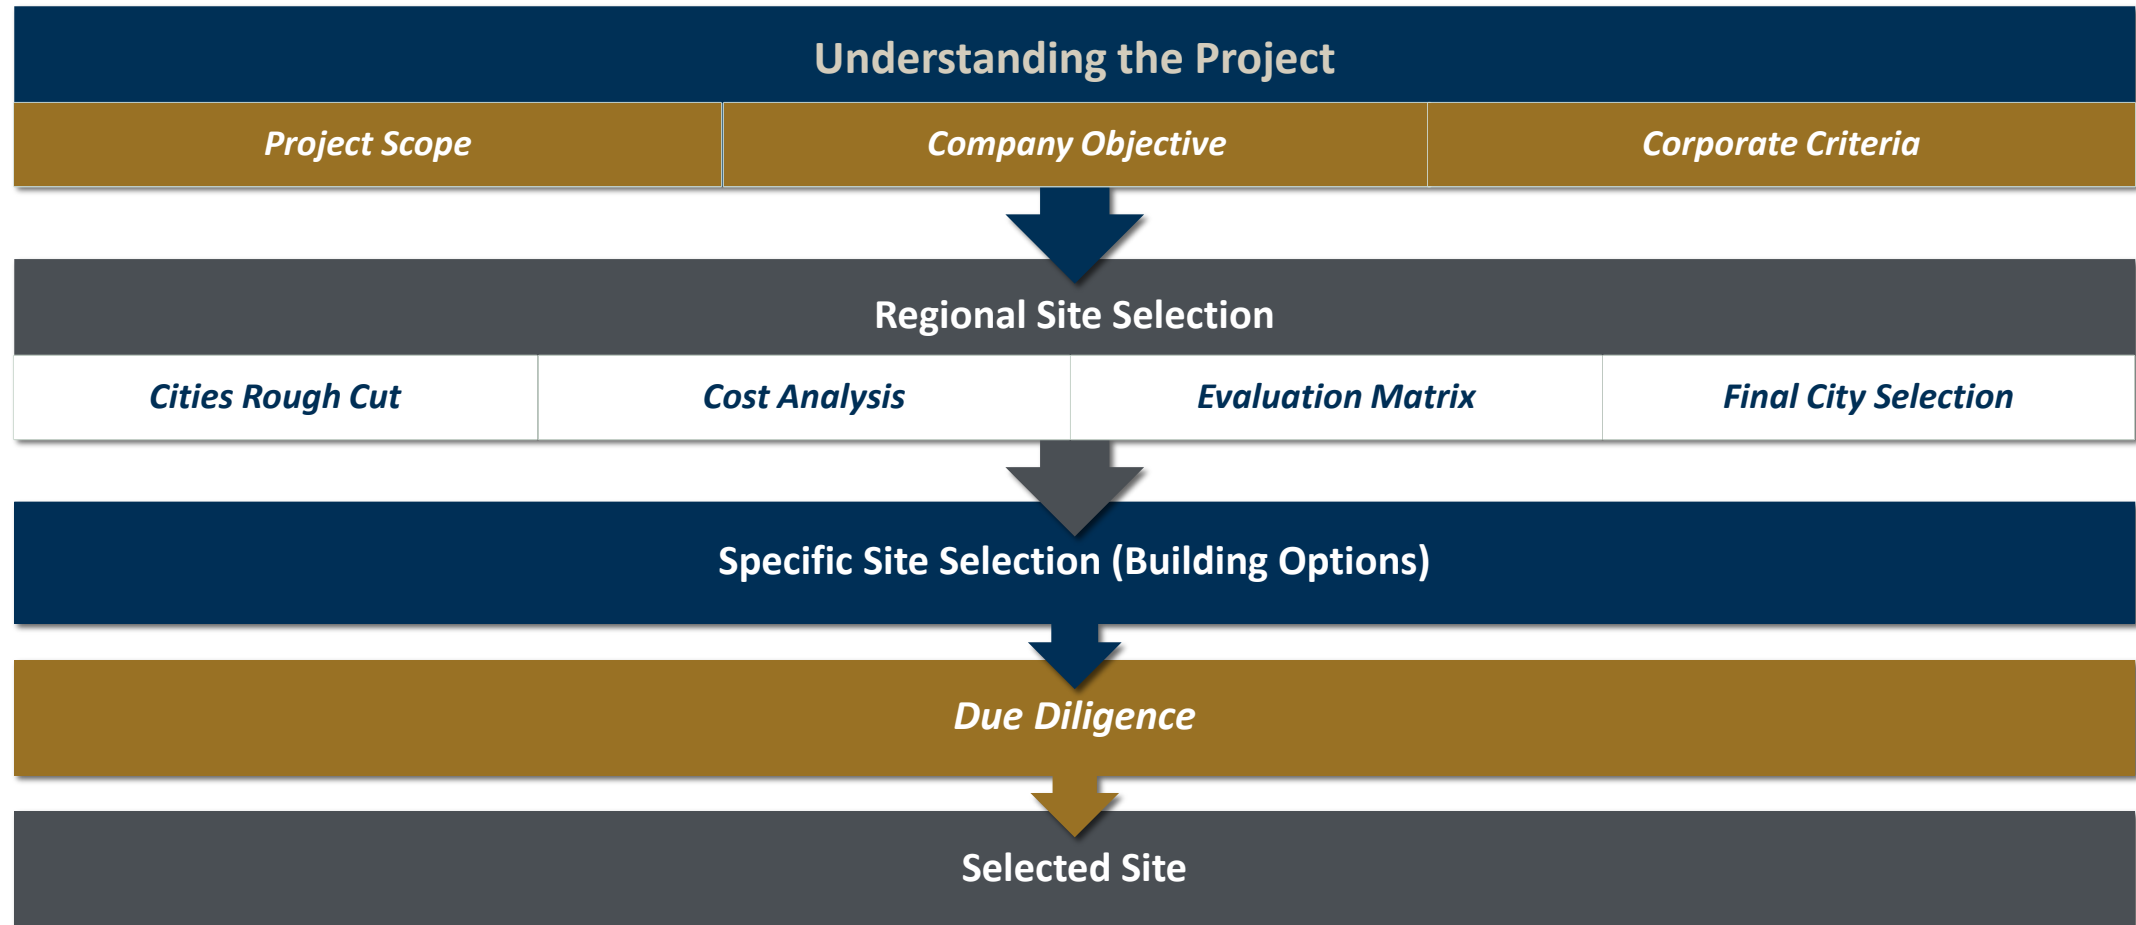 Understanding the Project
Project Scope
Company Objective
Corporate Criteria
Regional Site Selection
Cities Rough Cut
Cost Analysis
Evaluation Matrix
Final City Selection
Specific Site Selection (Building Options)
Due Diligence
Selected Site